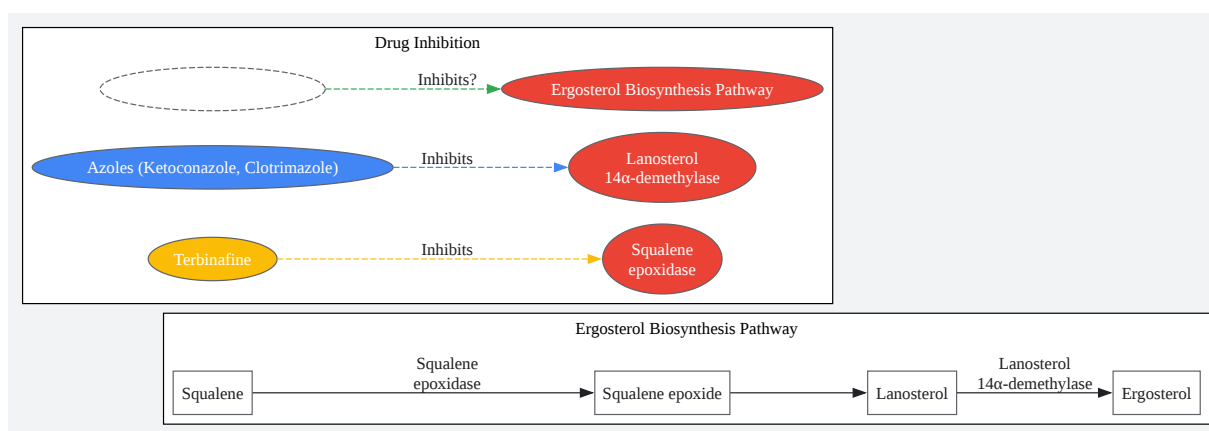 Drug Inhibition
Inhibits?
Ergosterol Biosynthesis Pathway
Azoles (Ketoconazole, Clotrimazole)
Inhibits
Lanosterol
14α-demethylase
Terbinafine
Inhibits
Squalene
epoxidase
Ergosterol Biosynthesis Pathway
Squalene
Squalene
epoxidase
Squalene epoxide
Lanosterol
Lanosterol
14α-demethylase
Ergosterol